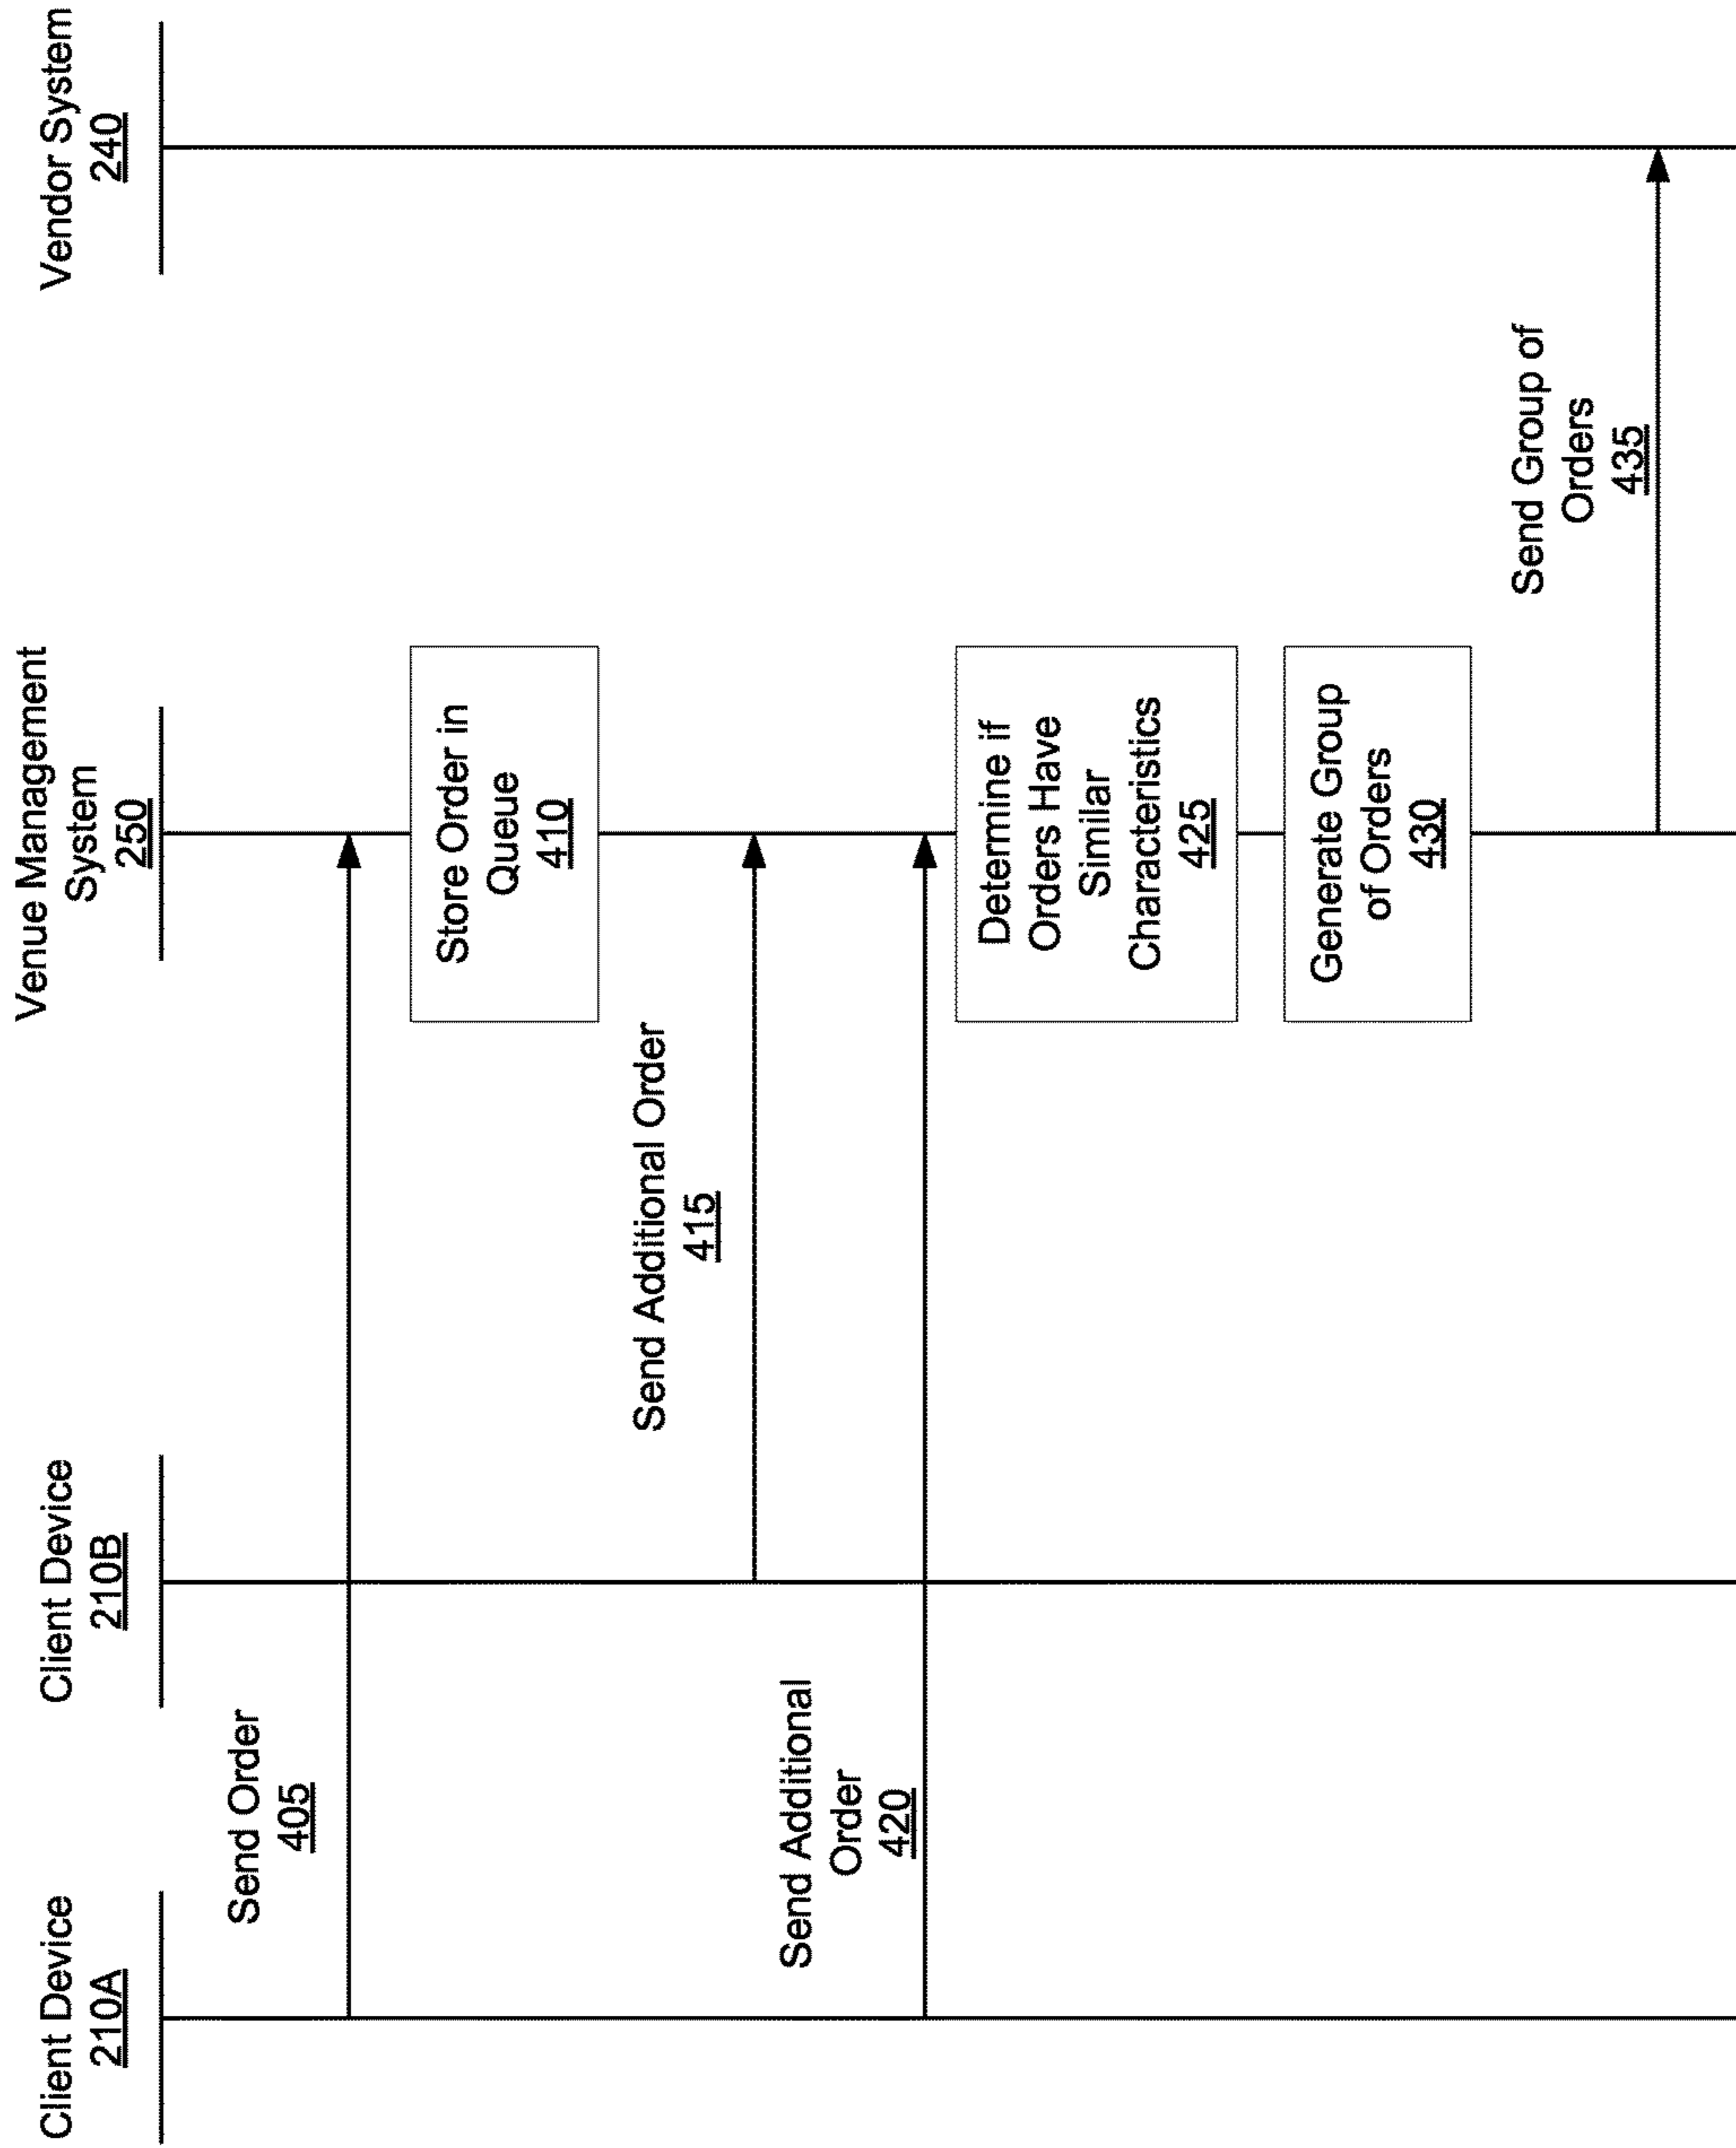 Client Device
210A
Client Device
210B
Venue Management
System
250
Vendor System
240
Send Order
405
Store Order in
Queue
410
Send Additional Order
415
Send Additional
Order
420
Determine if
Orders Have
Similar
Characteristics
425
Generate Group
of Orders
430
Send Group of
Orders
435